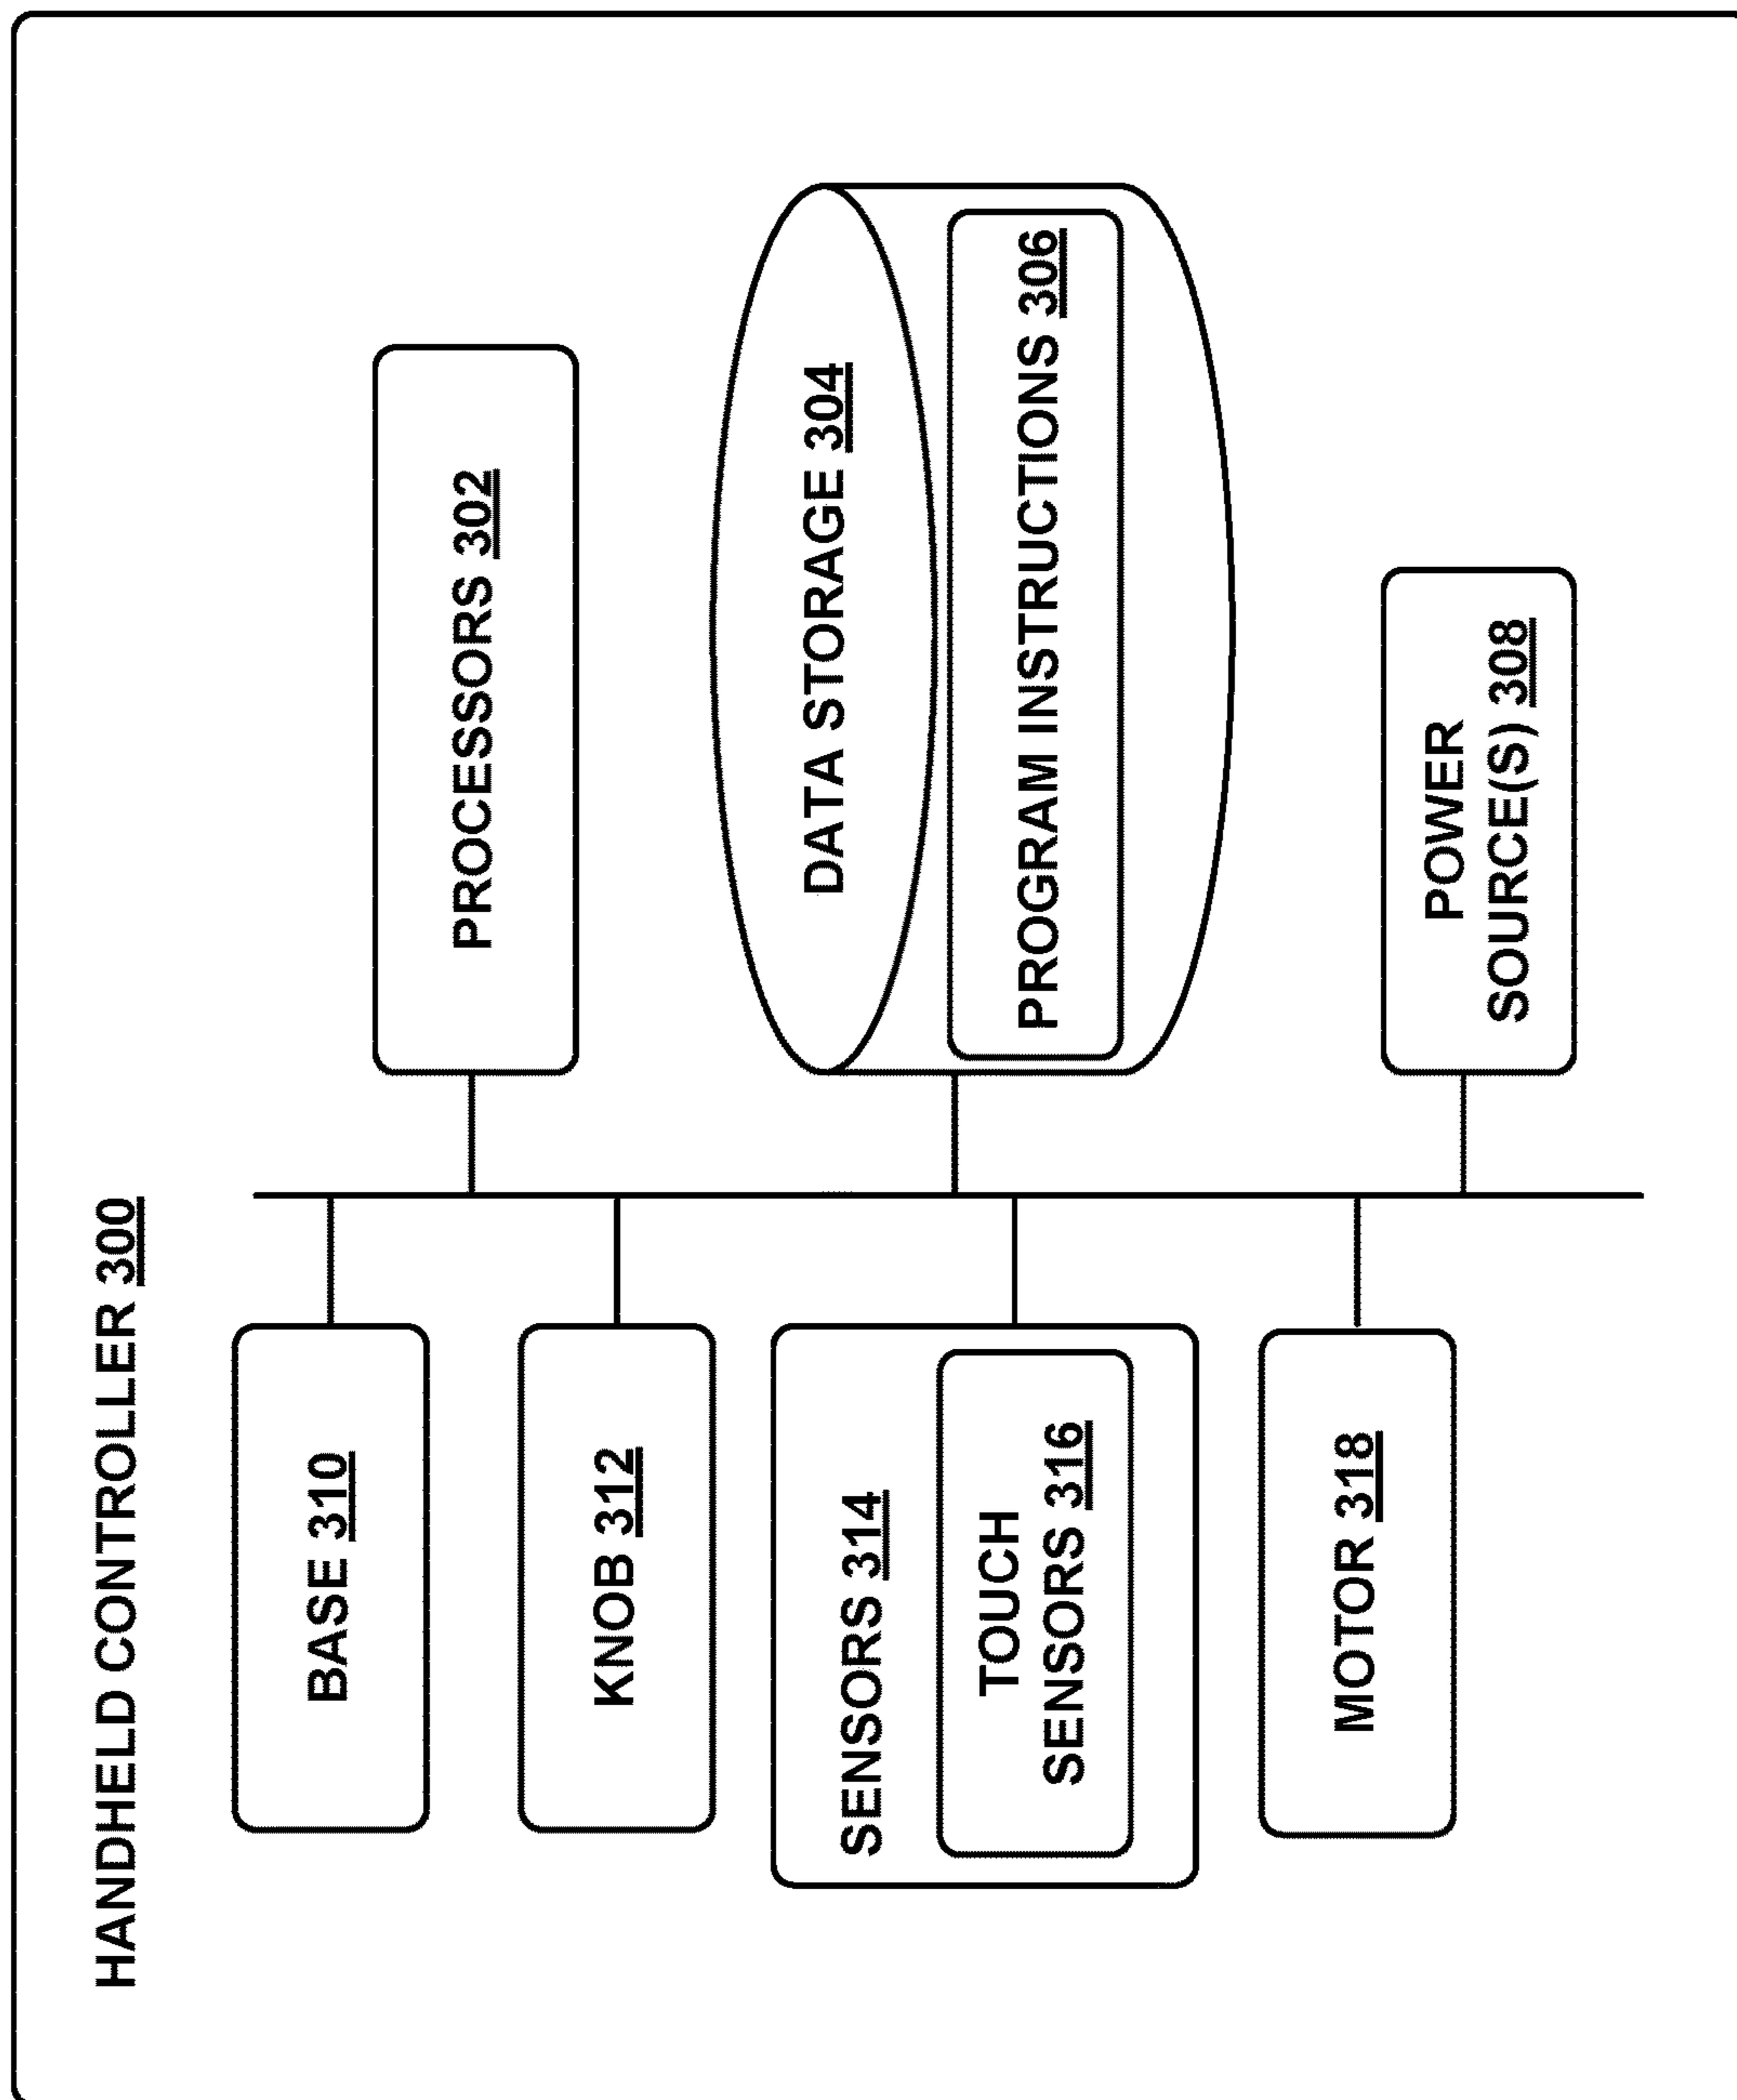 HANDHELD CONTROLLER 300
BASE 310
KNOB 312
SENSORS 314
TOUCH
SENSORS 316
MOTOR 318
PROCESSORS 302
DATA STORAGE 304
PROGRAM INSTRUCTIONS 306
POWER
SOURCE(S) 308